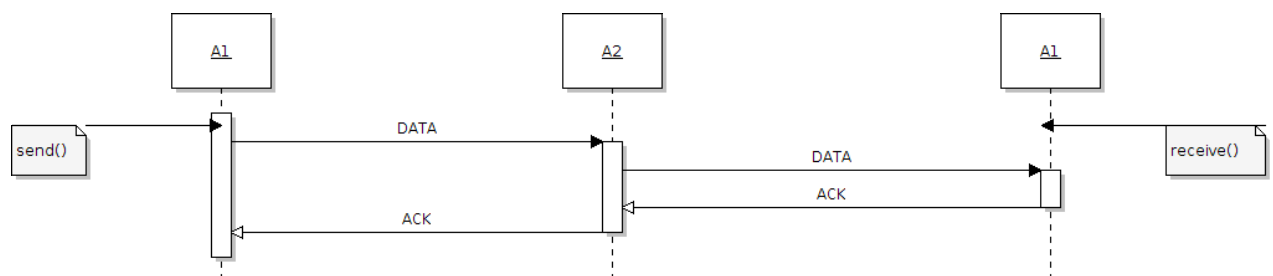 A1
A2
A1
send()
DATA
receive()
DATA
ACK
ACK